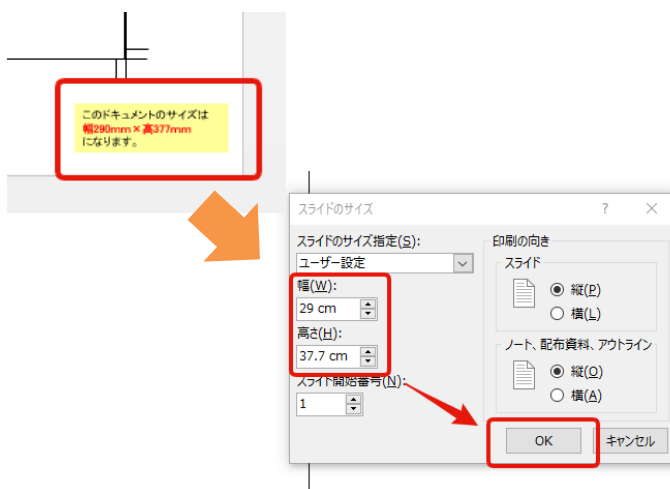 このドキュメントのサイズは
幅290mm×高377mm
になります。
スライドのサイズ ? ×
スライドのサイズ指定(S):
ユーザー設定
幅(W):
29 cm
高さ(H):
37.7 cm
スライド開始番号(N):
1
印刷の向き
スライド
縦(P)
横(L)
ノート、配布資料、アウトライン
縦(O)
横(A)
OK
キャンセル